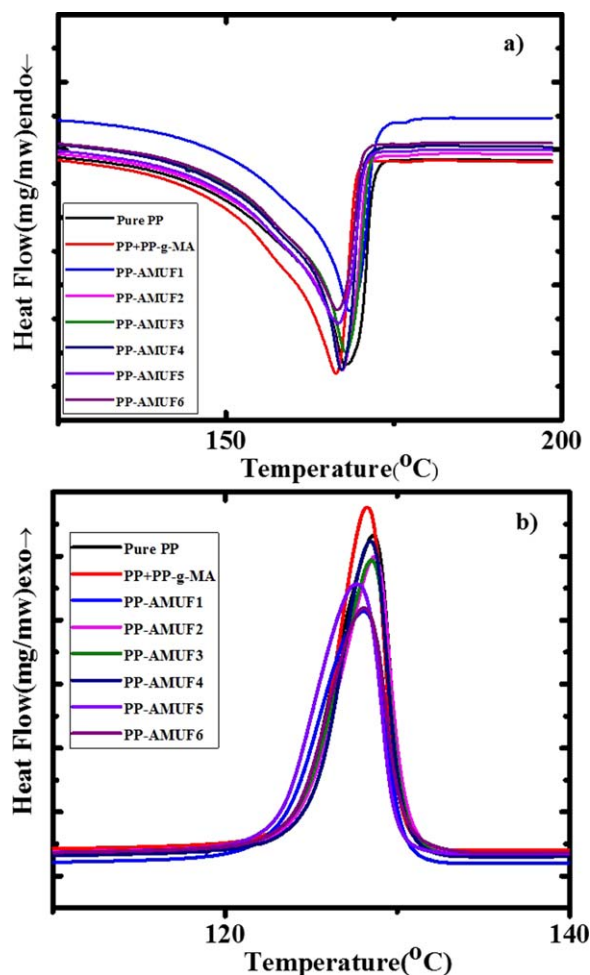 a)
Heat Flow(mg/mw)endo←
Pure PP
PP+PP-g-MA
PP-AMUF1
PP-AMUF2
PP-AMUF3
PP-AMUF4
PP-AMUF5
PP-AMUF6
150 200
Temperature(⁰C)
b)
Heat Flow(mg/mw)exo→
Pure PP
PP+PP-g-MA
PP-AMUF1
PP-AMUF2
PP-AMUF3
PP-AMUF4
PP-AMUF5
PP-AMUF6
120 140
Temperature(⁰C)